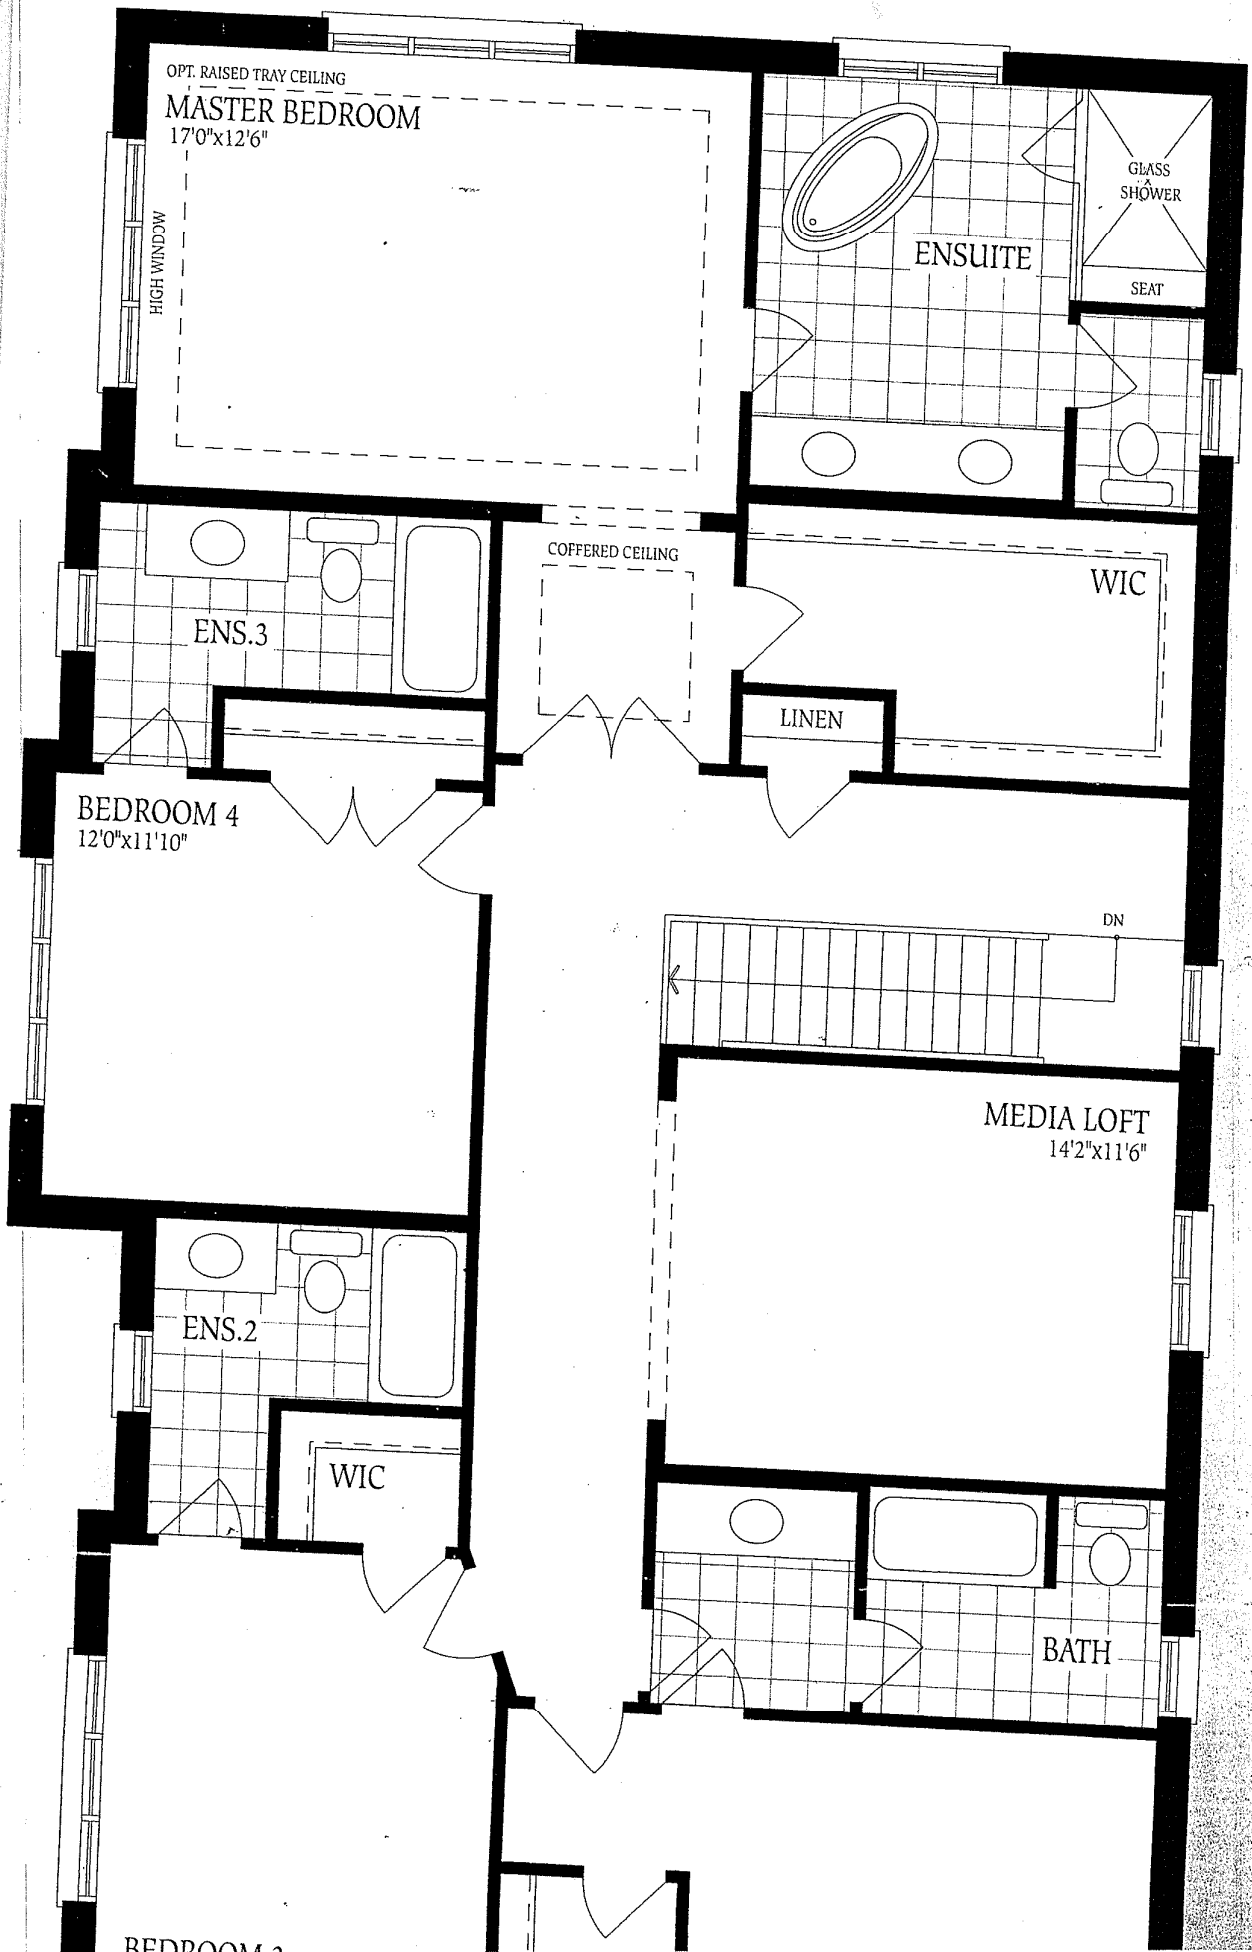 OPT. RAISED TRAY CEILING
MASTER BEDROOM
17'0"x12'6"
HIGH WINDOW
GLASS
SHOWER
ENSUITE
SEAT
COFFERED CEILING
WIC
ENS.3
LINEN
BEDROOM 4
12'0"x11'10"
DN
MEDIA LOFT
14'2"x11'6"
ENS.2
WIC
BATH
BEDROOM